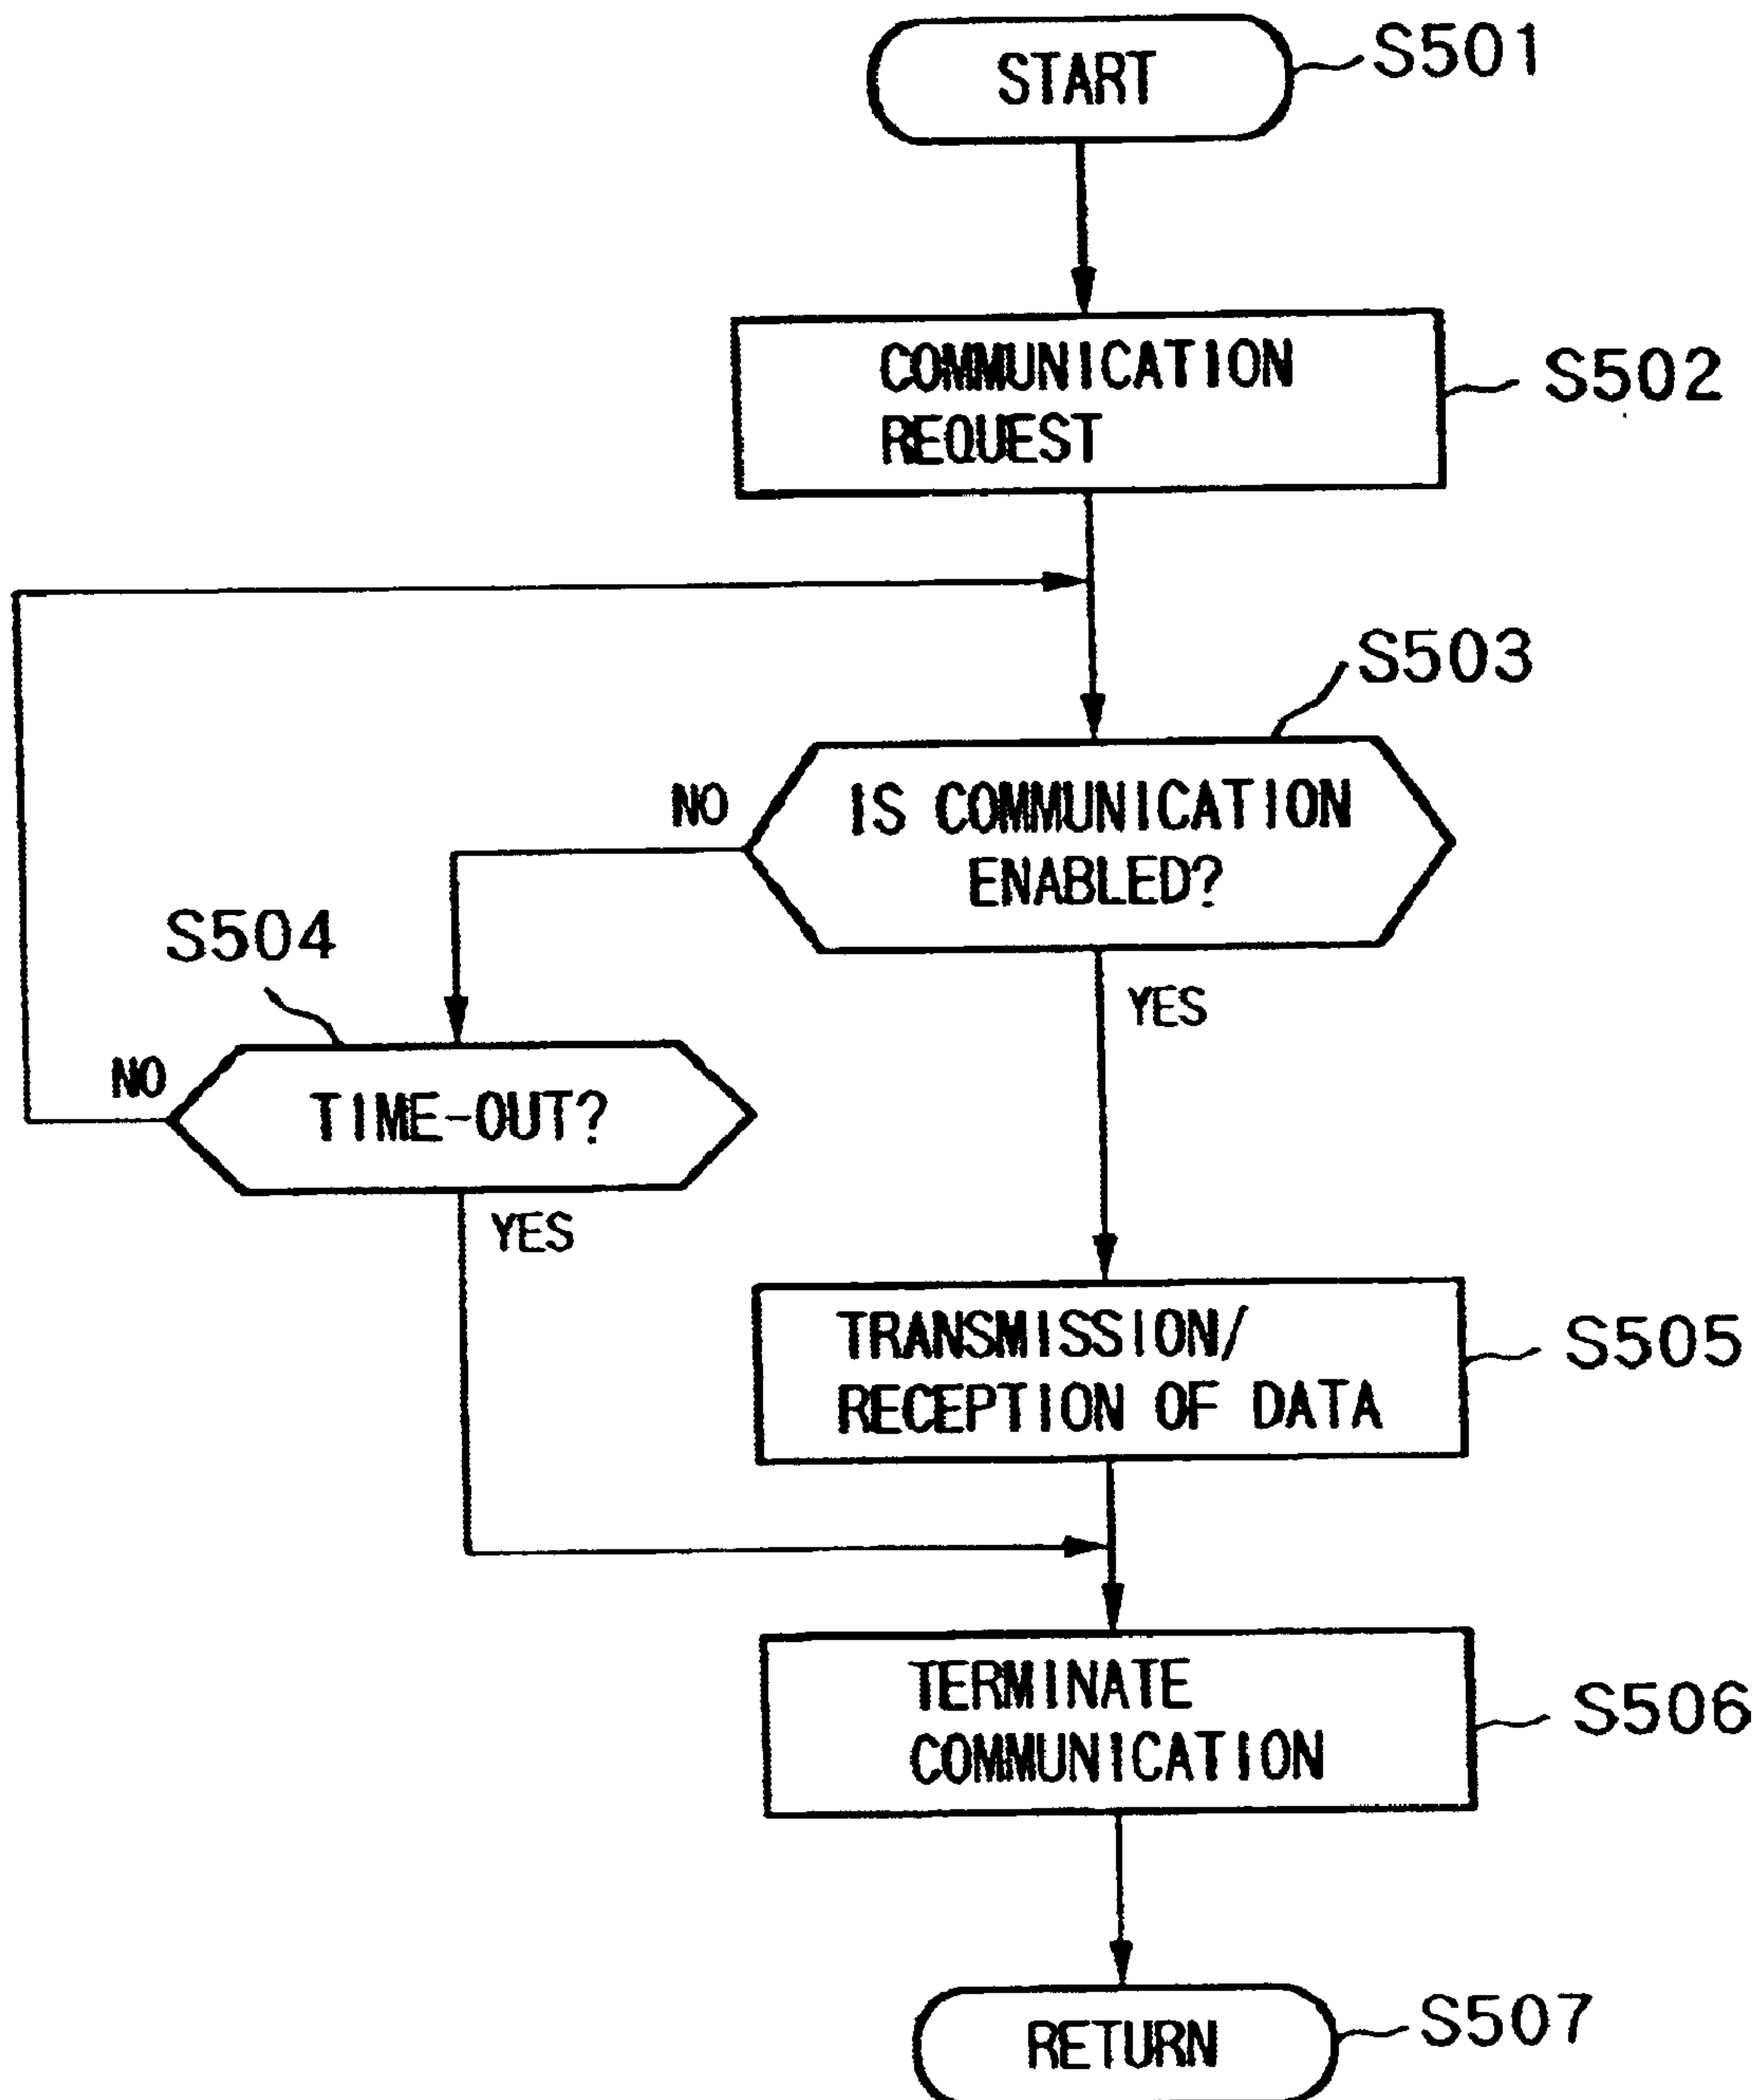 START
S501
COMMUNICATION
REQUEST
S502
S503
IS COMMUNICATION
ENABLED?
NO
YES
S504
TIME-OUT?
NO
YES
TRANSMISSION/
RECEPTION OF DATA
S505
TERMINATE
COMMUNICATION
S506
RETURN
S507